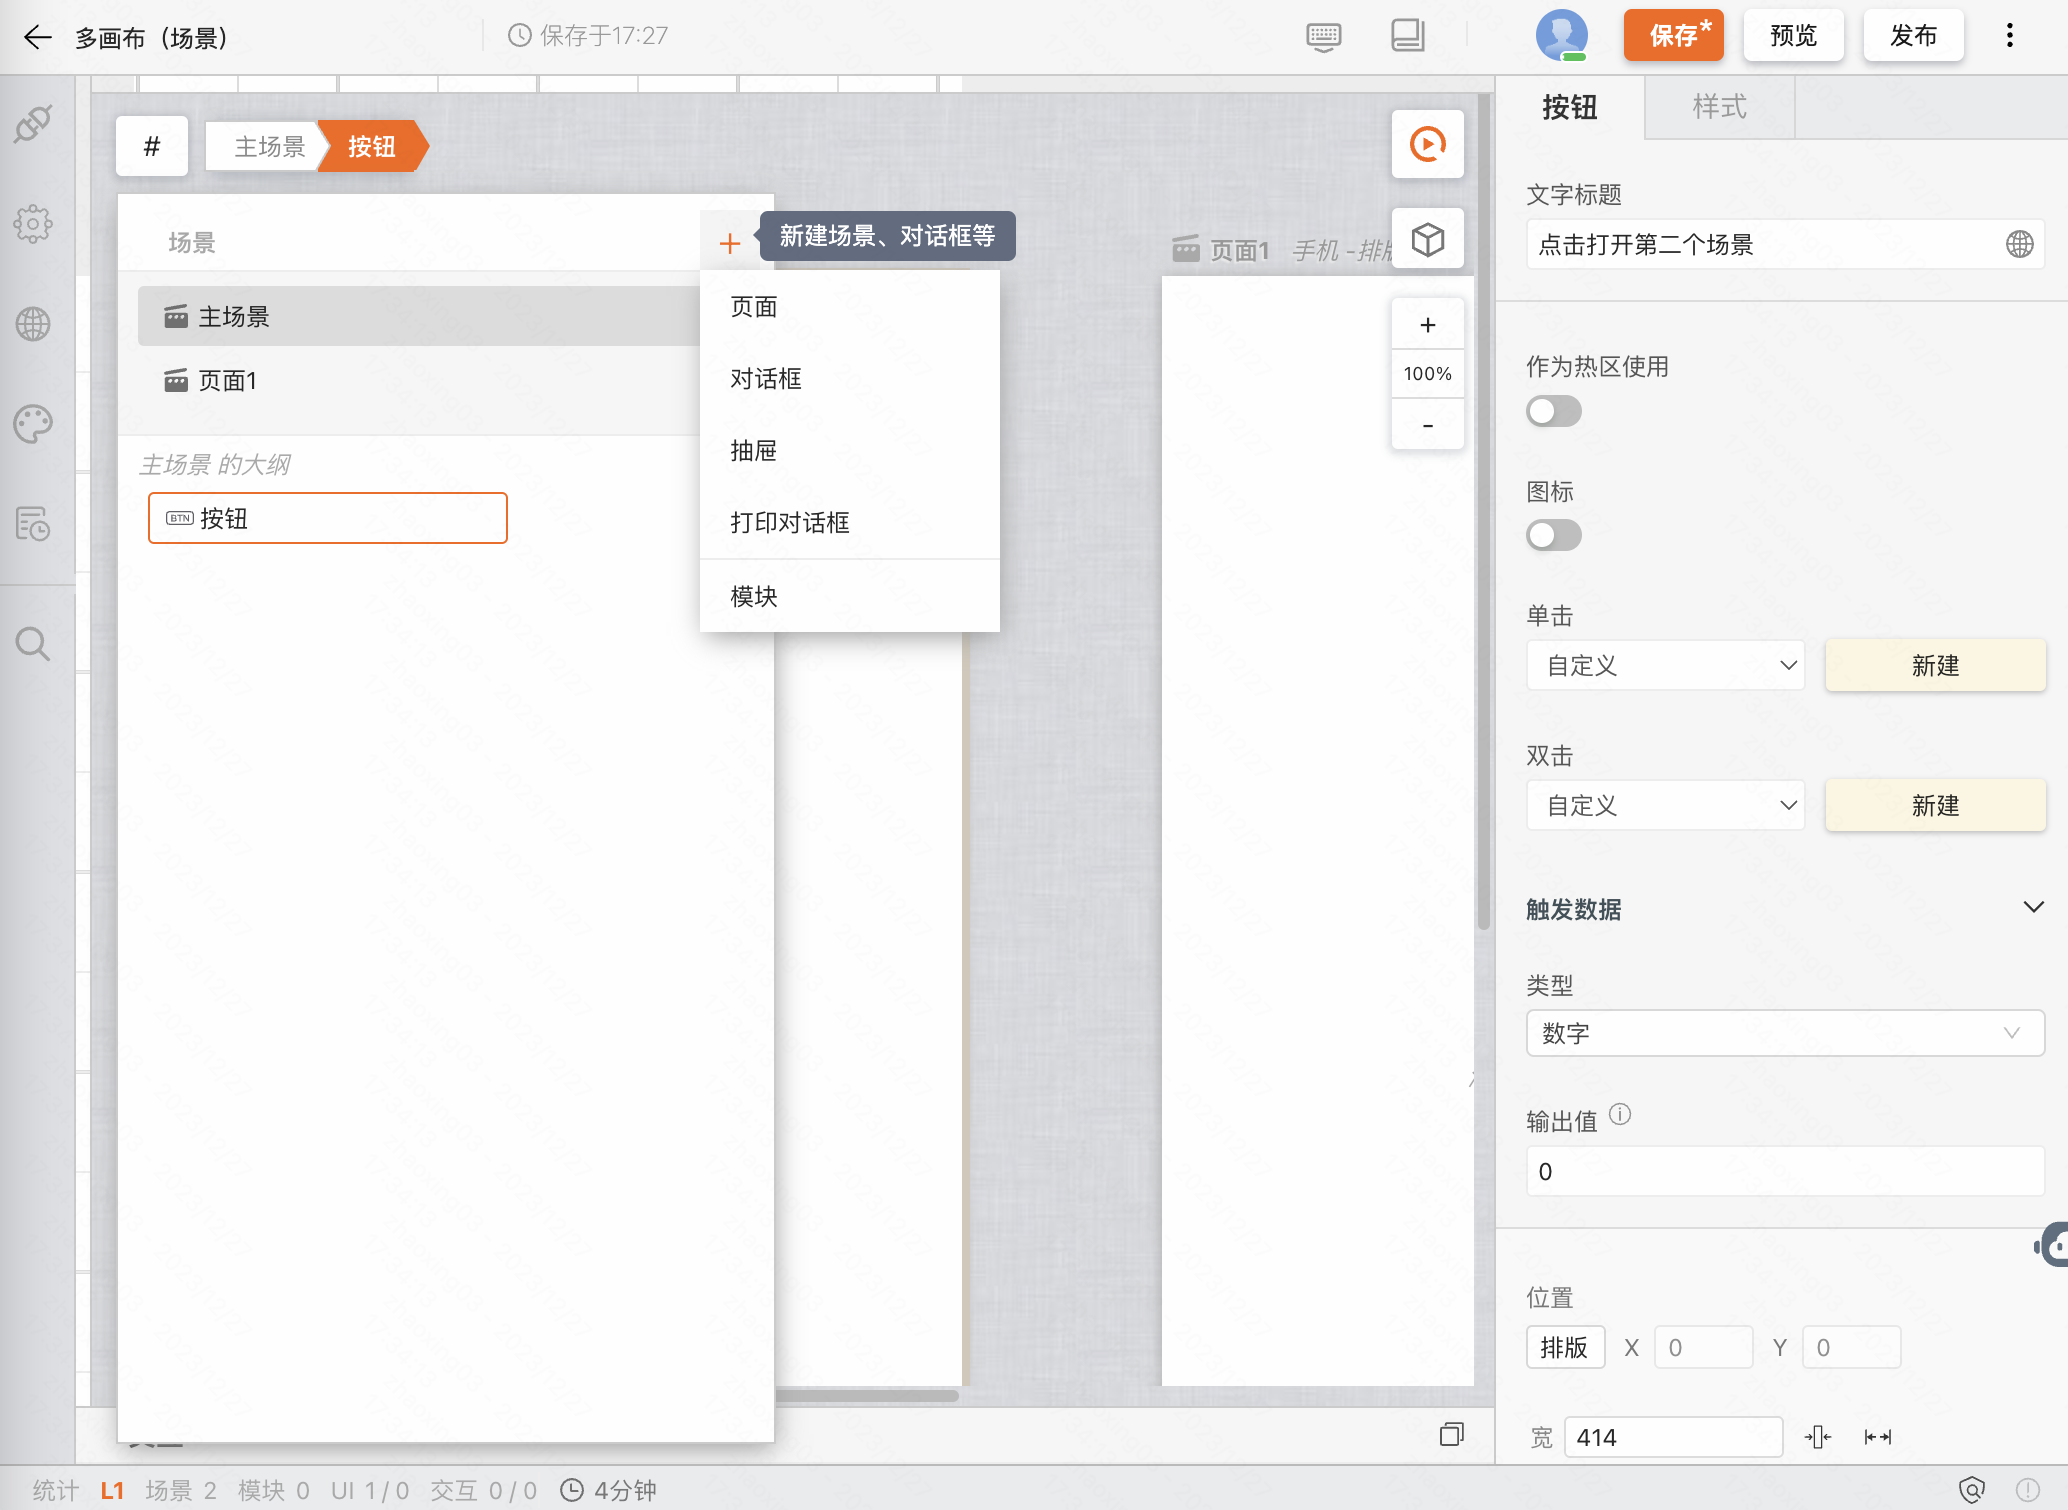 多画布（场景）
保存于17:27
保存*
预览
发布
#
主场景
按钮
场景
新建场景、对话框等
主场景
页面1
主场景 的大纲
BTN 按钮
页面
对话框
抽屉
打印对话框
模块
页面1 手机 -排
+
100%
-
按钮
样式
文字标题
点击打开第二个场景
作为热区使用
图标
单击
自定义
新建
双击
自定义
新建
触发数据
类型
数字
输出值
0
位置
排版 X 0 Y 0
宽 414
统计 L1 场景 2 模块 0 UI 1 / 0 交互 0 / 0 4分钟